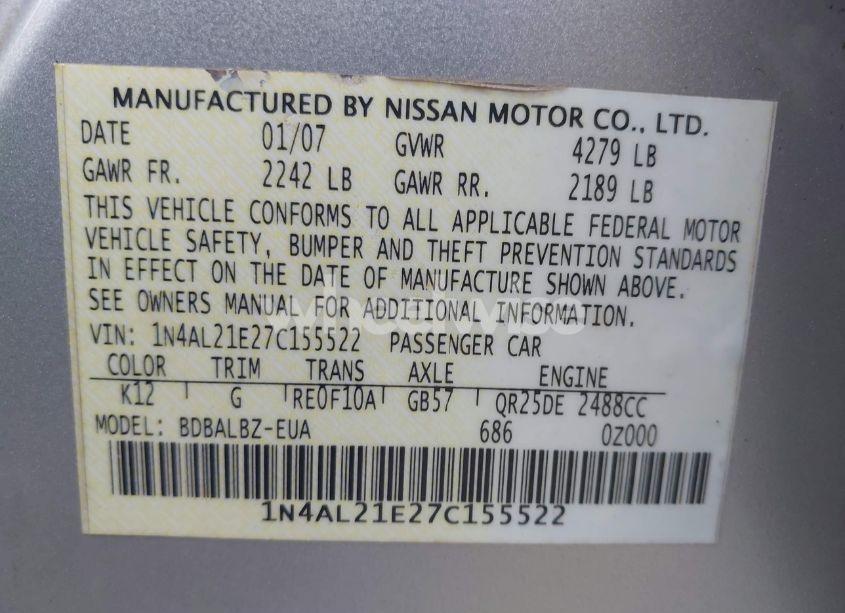 MANUFACTURED BY NISSAN MOTOR CO., LTD.
DATE 01/07 GVWR 4279 LB
GAWR FR. 2242 LB GAWR RR. 2189 LB
THIS VEHICLE CONFORMS TO ALL APPLICABLE FEDERAL MOTOR
VEHICLE SAFETY, BUMPER AND THEFT PREVENTION STANDARDS
IN EFFECT ON THE DATE OF MANUFACTURE SHOWN ABOVE.
SEE OWNERS MANUAL FOR ADDITIONAL INFORMATION.
VIN: 1N4AL21E27C155522 PASSENGER CAR
COLOR TRIM TRANS AXLE ENGINE
K12 G RE0F10A GB57 QR25DE 2488CC
MODEL: BDBALBZ-EUA 686 0Z000
1N4AL21E27C155522